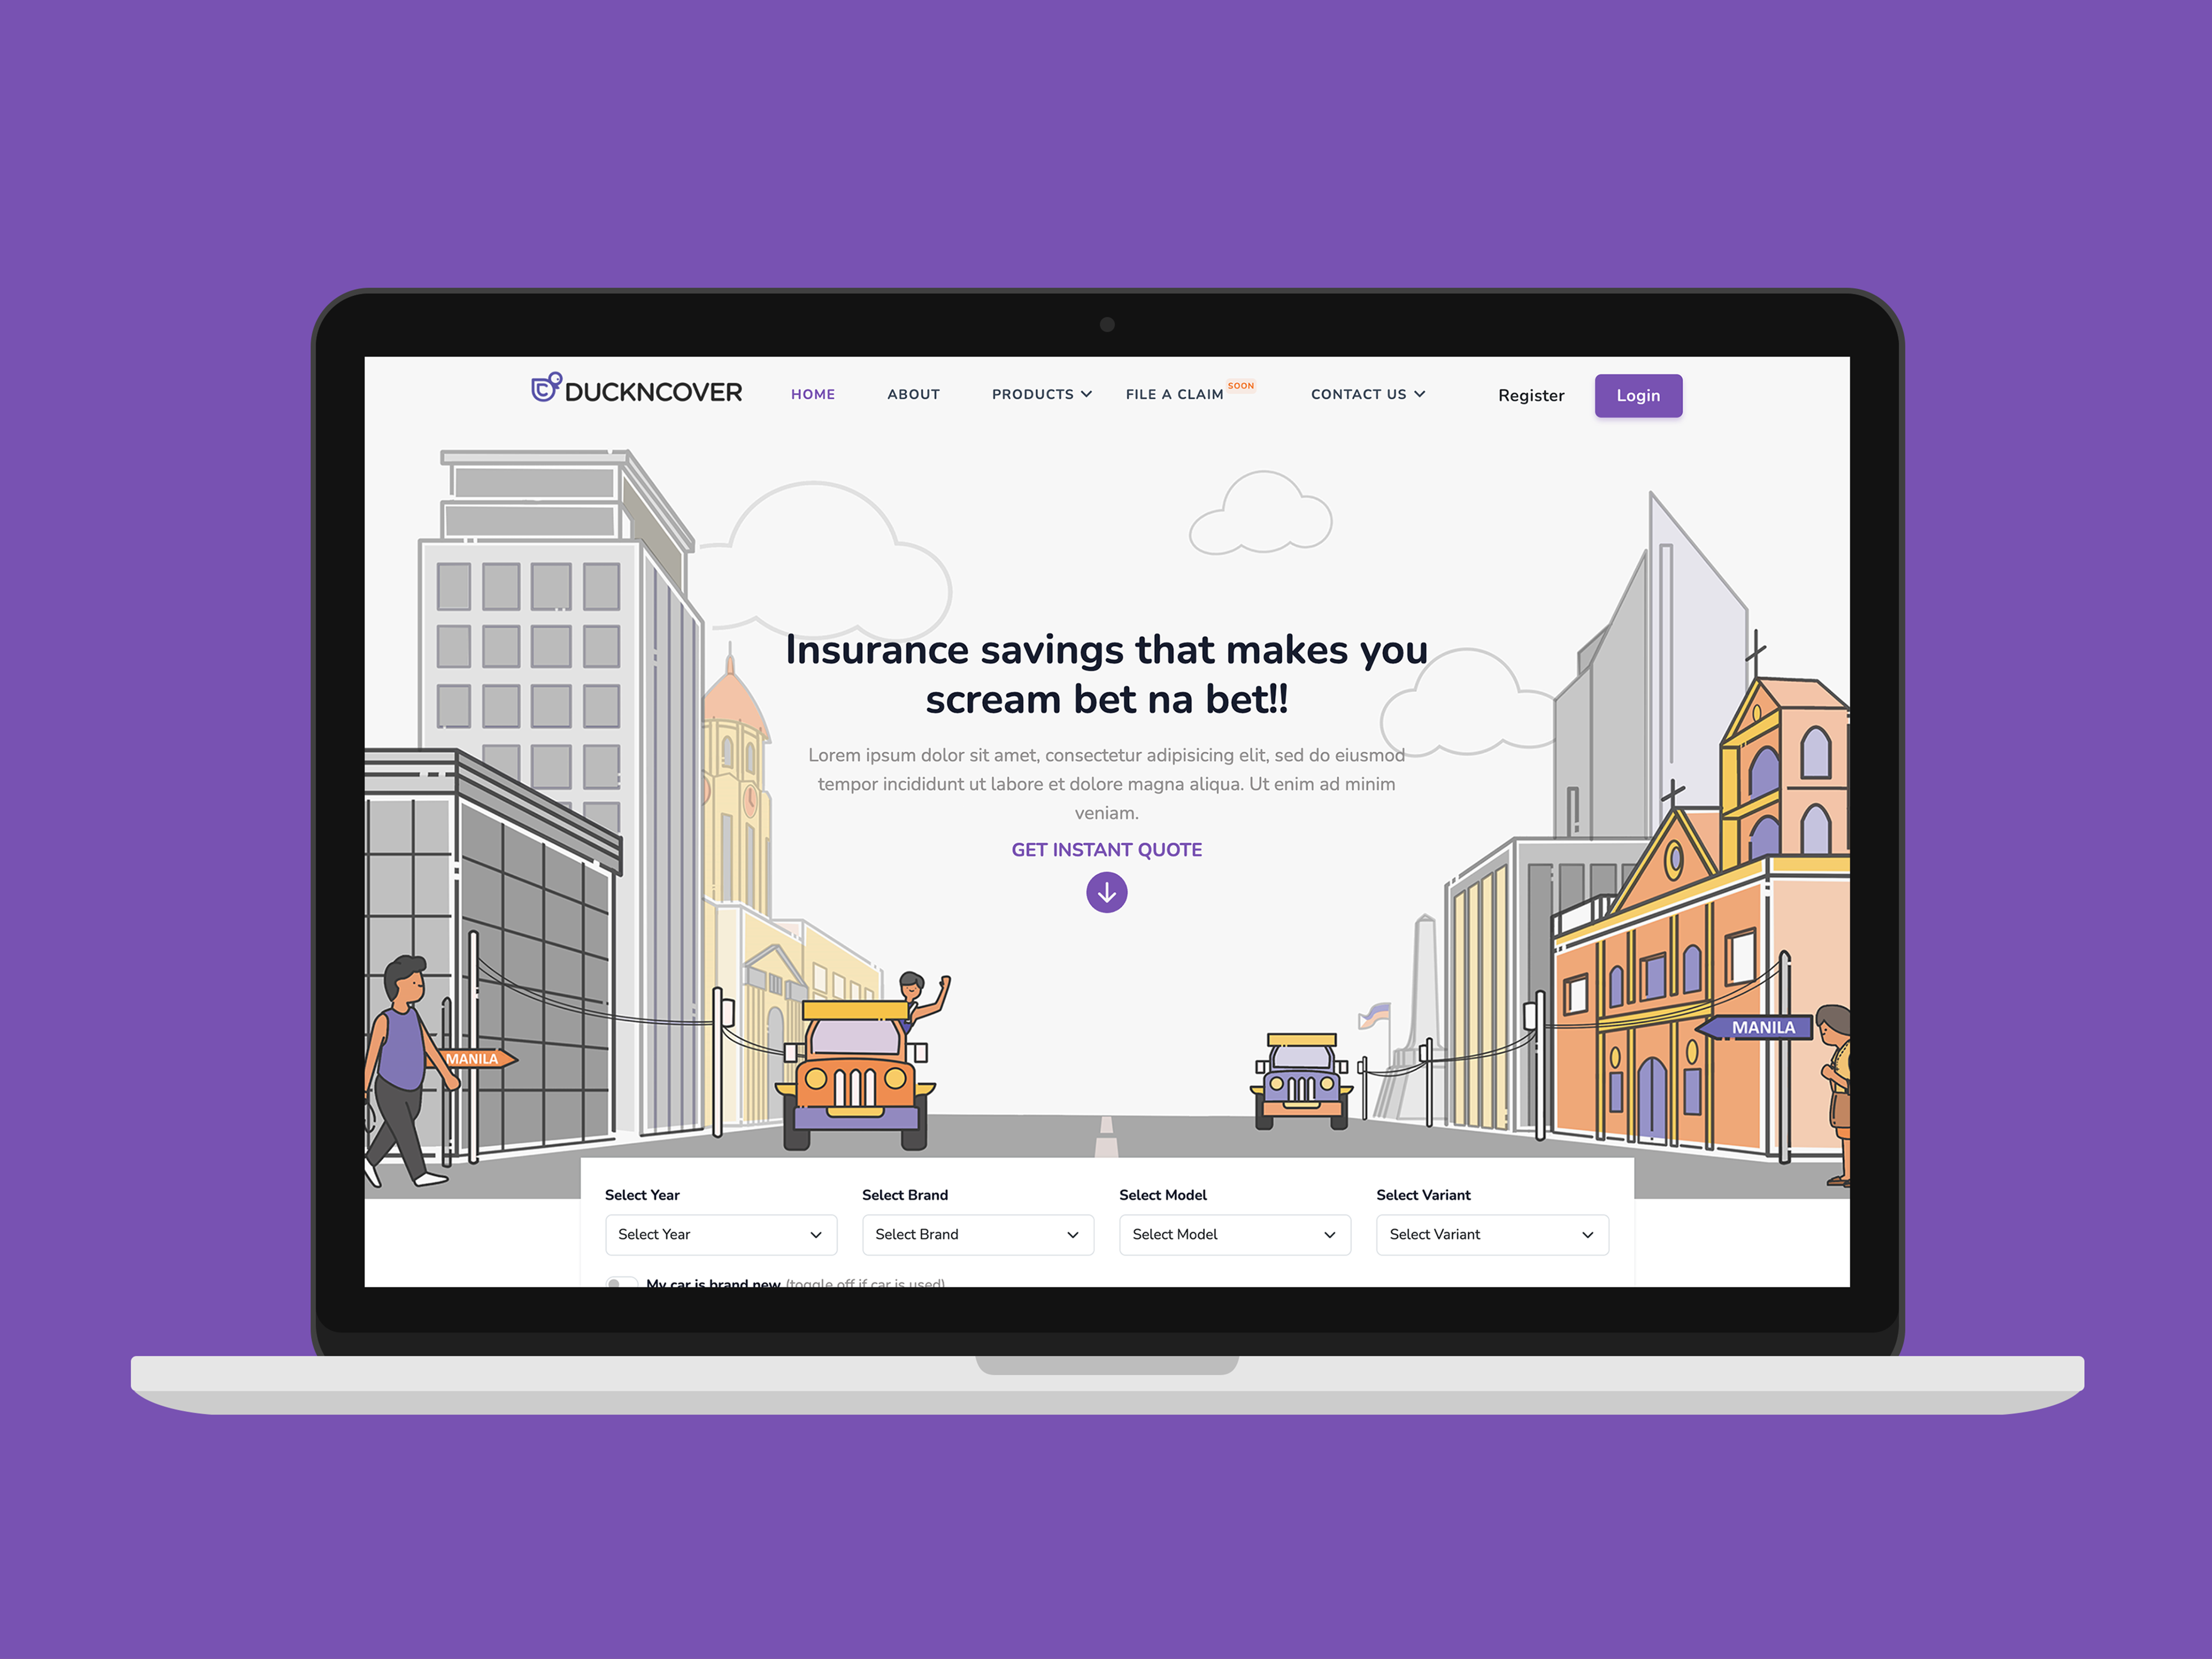 DUCKNCOVER
HOME
ABOUT
PRODUCTS
FILE A CLAIM
SOON
CONTACT US
Register
Login
Insurance savings that makes you
scream bet na bet!!
Lorem ipsum dolor sit amet, consectetur adipisicing elit, sed do eiusmod
tempor incididunt ut labore et dolore magna aliqua. Ut enim ad minim
veniam.
GET INSTANT QUOTE
MANILA
MANILA
Select Year
Select Brand
Select Model
Select Variant
Select Year
Select Brand
Select Model
Select Variant
My car is brand new (toggle off if car is used)